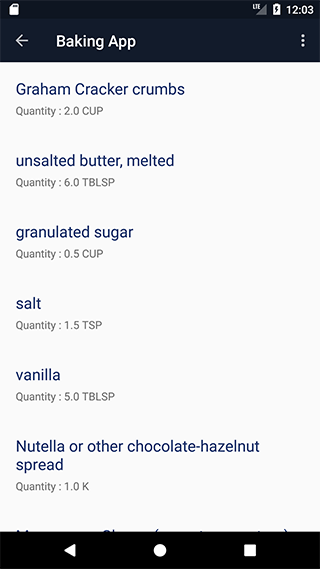 LTE 12:03
Baking App
Graham Cracker crumbs
Quantity : 2.0 CUP
unsalted butter, melted
Quantity : 6.0 TBLSP
granulated sugar
Quantity : 0.5 CUP
salt
Quantity : 1.5 TSP
vanilla
Quantity : 5.0 TBLSP
Nutella or other chocolate-hazelnut
spread
Quantity : 1.0 K